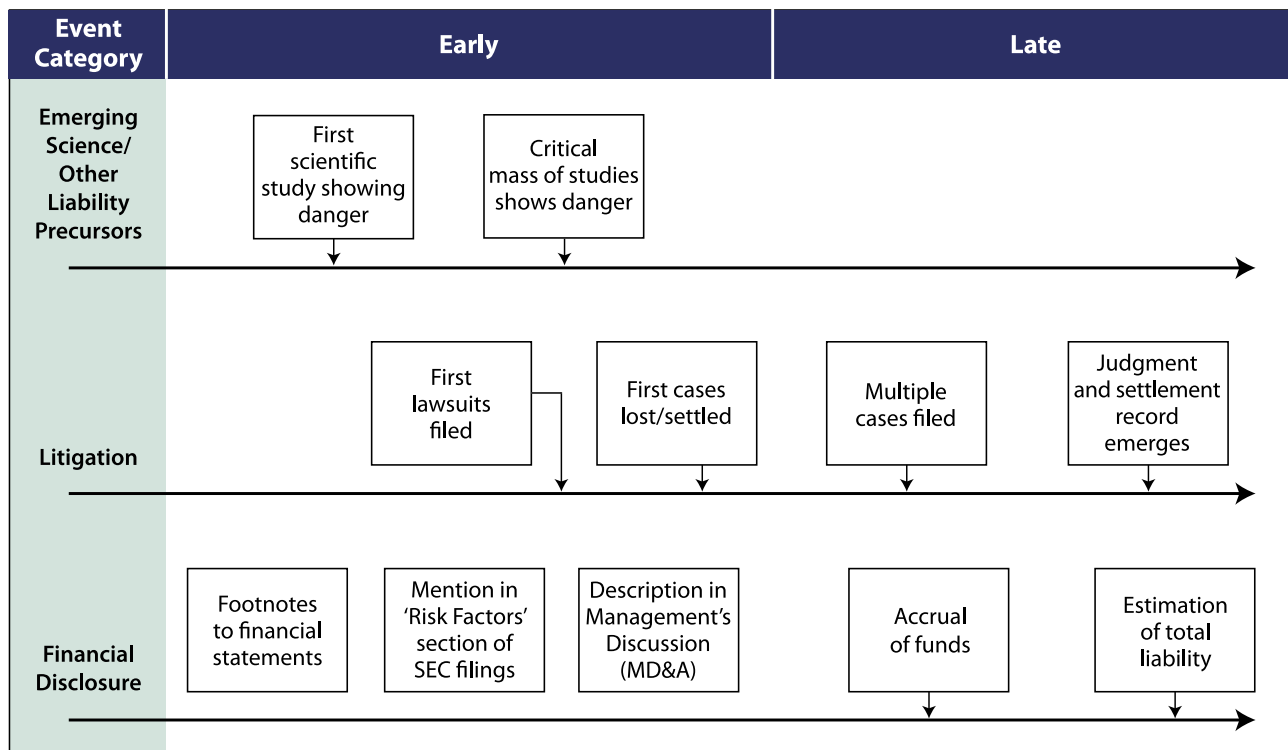 Event
Category
Early
Late
Emerging
Science/
Other
Liability
Precursors
First
scientific
study showing
danger
Critical
mass of studies
shows danger
Litigation
First
lawsuits
filed
First cases
lost/settled
Multiple
cases filed
Judgment
and settlement
record
emerges
Financial
Disclosure
Footnotes
to financial
statements
Mention in
‘Risk Factors’
section of
SEC filings
Description in
Management’s
Discussion
(MD&A)
Accrual
of funds
Estimation
of total
liability